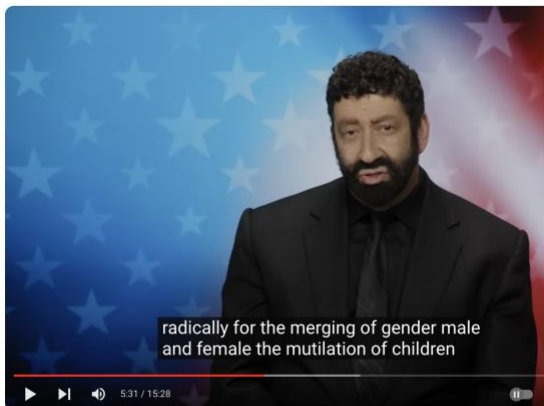 radically for the merging of gender male
and female the mutilation of children
5:31 / 15:28